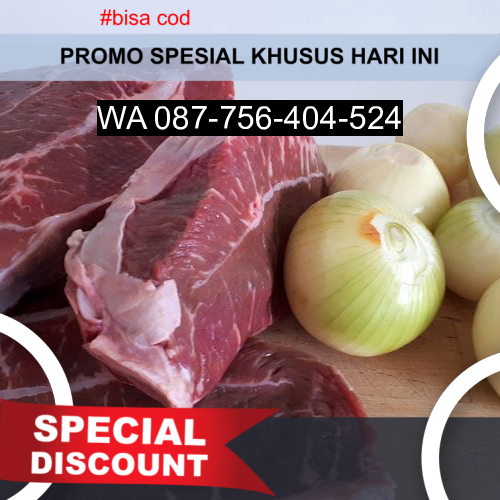 #bisa cod
PROMO SPESIAL KHUSUS HARI INI
WA 087-756-404-524
SPECIAL
DISCOUNT